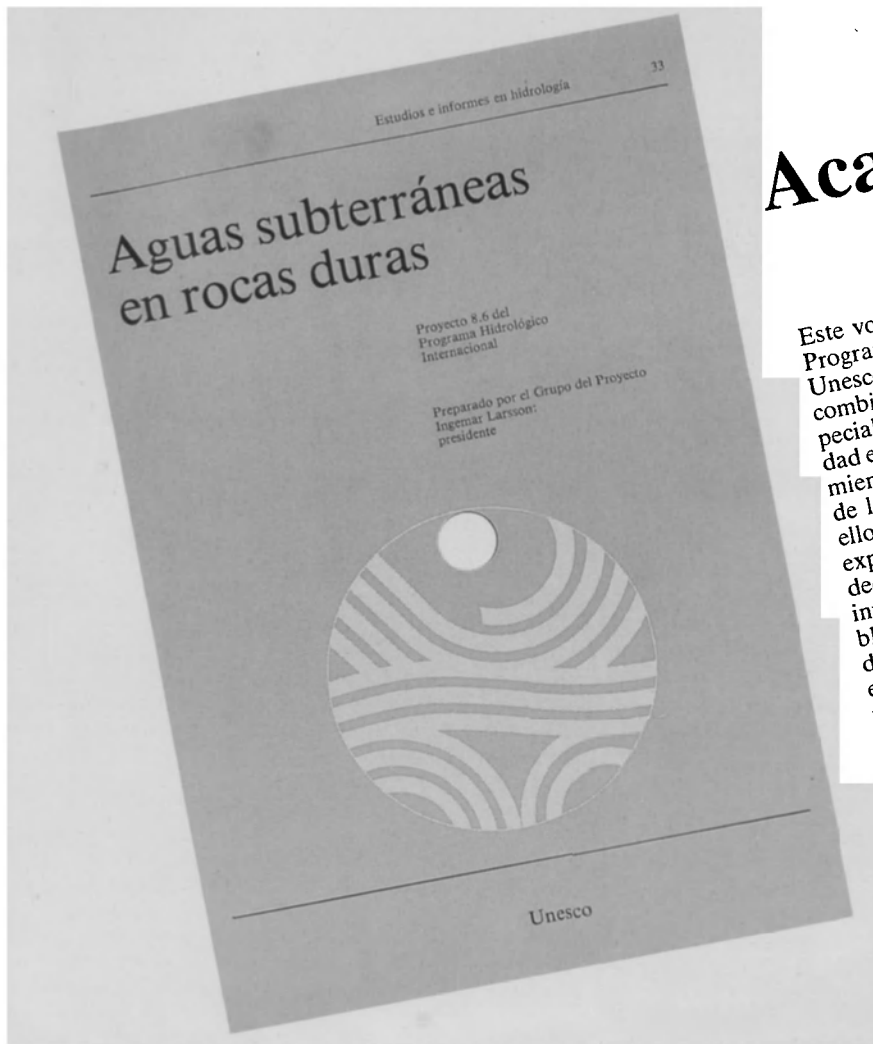 Estudios e informes en hidrología 33
Aguas subterráneas
en rocas duras
Proyecto 8.6 del
Programa Hidrológico
Internacional
Preparado por el Grupo del Proyecto
Ingemar Larsson:
presidente
Unesco
Aca
Este vo
Progra
Unesc
combi
pecial
dad e
mier
de l
ello
exp
de
in
bl
d
e